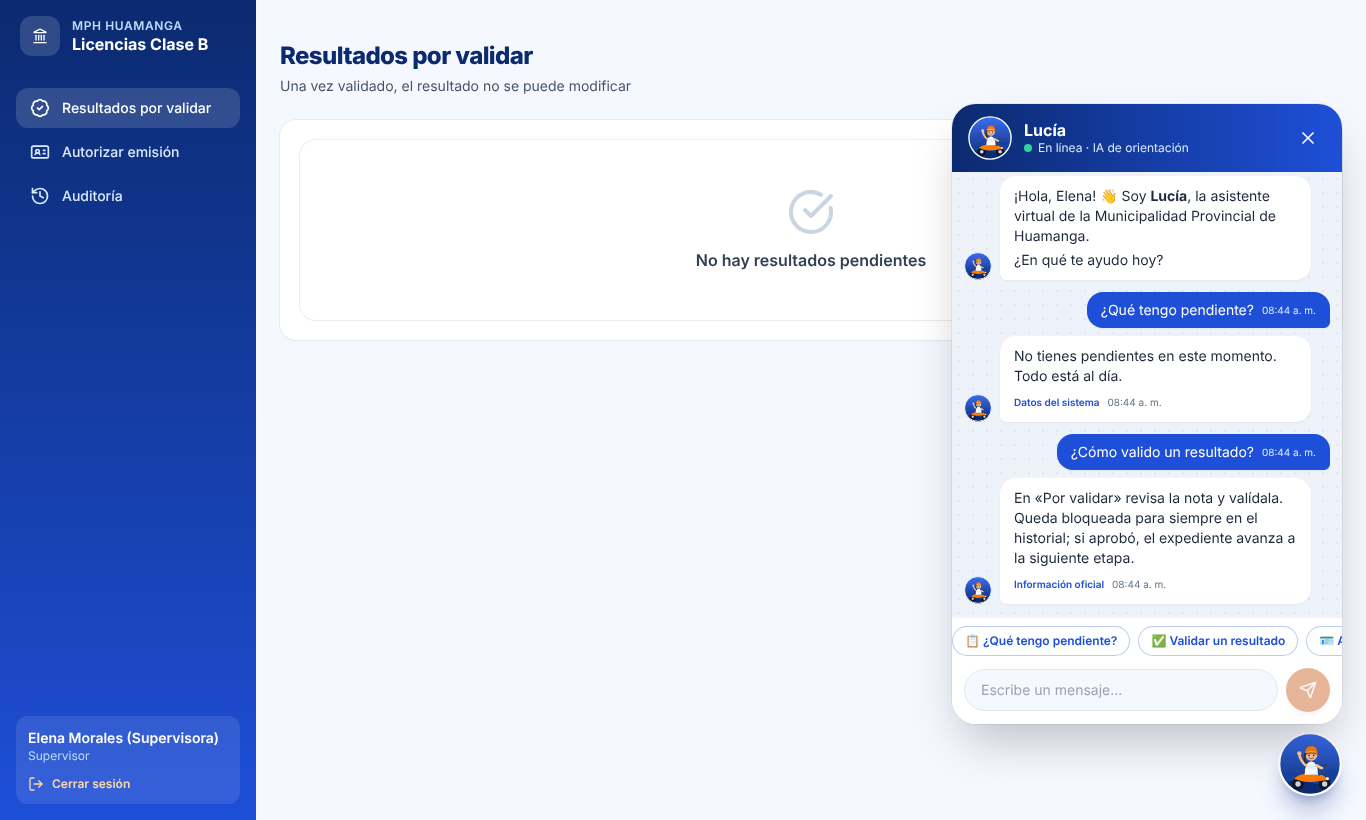 MPH HUAMANGA
Licencias Clase B
Resultados por validar
Autorizar emisión
Auditoría
Elena Morales (Supervisora)
Supervisor
Cerrar sesión
Resultados por validar
Una vez validado, el resultado no se puede modificar
No hay resultados pendientes
Lucía
En línea · IA de orientación
¡Hola, Elena! 👋 Soy Lucía, la asistente
virtual de la Municipalidad Provincial de
Huamanga.
¿En qué te ayudo hoy?
¿Qué tengo pendiente? 08:44 a. m.
No tienes pendientes en este momento.
Todo está al día.
Datos del sistema 08:44 a. m.
¿Cómo valido un resultado? 08:44 a. m.
En «Por validar» revisa la nota y valídala.
Queda bloqueada para siempre en el
historial; si aprobó, el expediente avanza a
la siguiente etapa.
Información oficial 08:44 a. m.
📋 ¿Qué tengo pendiente? ✅ Validar un resultado 🪪
Escribe un mensaje...